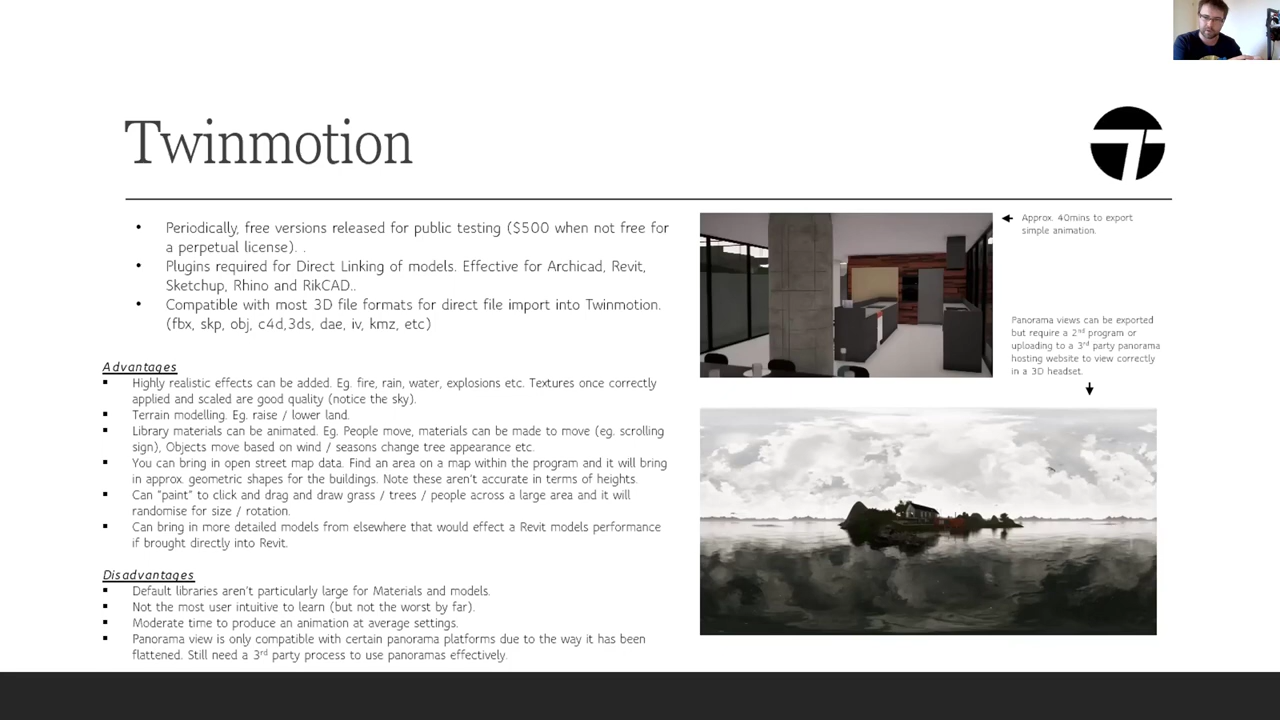 Twinmotion
• Periodically, free versions released for public testing ($500 when not free for
a perpetual license). .
• Plugins required for Direct Linking of models. Effective for Archicad, Revit,
Sketchup, Rhino and RikCAD..
• Compatible with most 3D file formats for direct file import into Twinmotion.
(fbx, skp, obj, c4d,3ds, dae, iv, kmz, etc)
Advantages
▪ Highly realistic effects can be added. Eg. fire, rain, water, explosions etc. Textures once correctly
applied and scaled are good quality (notice the sky).
▪ Terrain modelling. Eg. raise / lower land.
▪ Library materials can be animated. Eg. People move, materials can be made to move (eg. scrolling
sign), Objects move based on wind / seasons change tree appearance etc.
▪ You can bring in open street map data. Find an area on a map within the program and it will bring
in approx. geometric shapes for the buildings. Note these aren't accurate in terms of heights.
▪ Can "paint" to click and drag and draw grass / trees / people across a large area and it will
randomise for size / rotation.
▪ Can bring in more detailed models from elsewhere that would effect a Revit models performance
if brought directly into Revit.
Disadvantages
▪ Default libraries aren't particularly large for Materials and models.
▪ Not the most user intuitive to learn (but not the worst by far).
▪ Moderate time to produce an animation at average settings.
▪ Panorama view is only compatible with certain panorama platforms due to the way it has been
flattened. Still need a 3rd party process to use panoramas effectively.
Approx. 40mins to export
simple animation.
Panorama views can be exported
but require a 2nd program or
uploading to a 3rd party panorama
hosting website to view correctly
in a 3D headset.